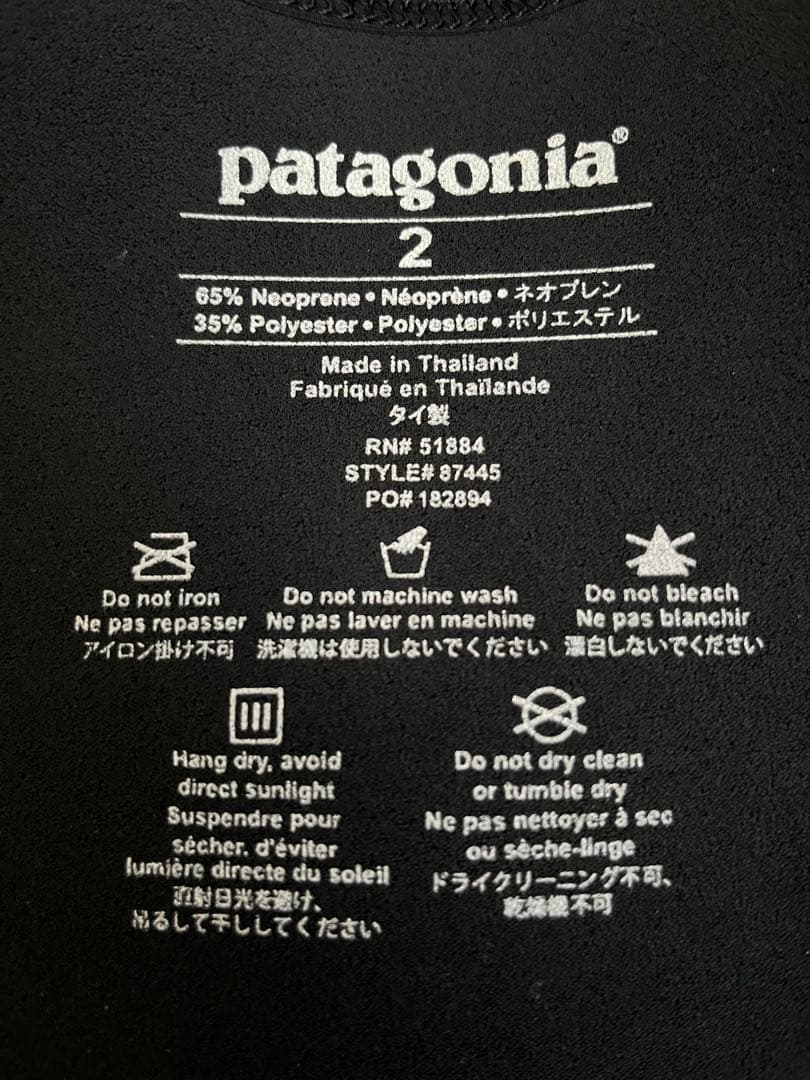 patagonia®
2
65% Neoprene • Néoprène • ネオプレン
35% Polyester • Polyester • ポリエステル
Made in Thailand
Fabriqué en Thaïlande
タイ製
RN# 51884
STYLE# 87445
PO# 182894
Do not iron
Ne pas repasser
アイロン掛け不可
Do not machine wash
Ne pas laver en machine
洗濯機は使用しないでください
Do not bleach
Ne pas blanchir
漂白しないでください
Hang dry, avoid
direct sunlight
Suspendre pour
sécher. d'éviter
lumière directe du soleil
直射日光を避け、
吊るして干ししてください
Do not dry clean
or tumble dry
Ne pas nettoyer à sec
ou sèche-linge
ドライクリーニング不可、
乾燥機不可